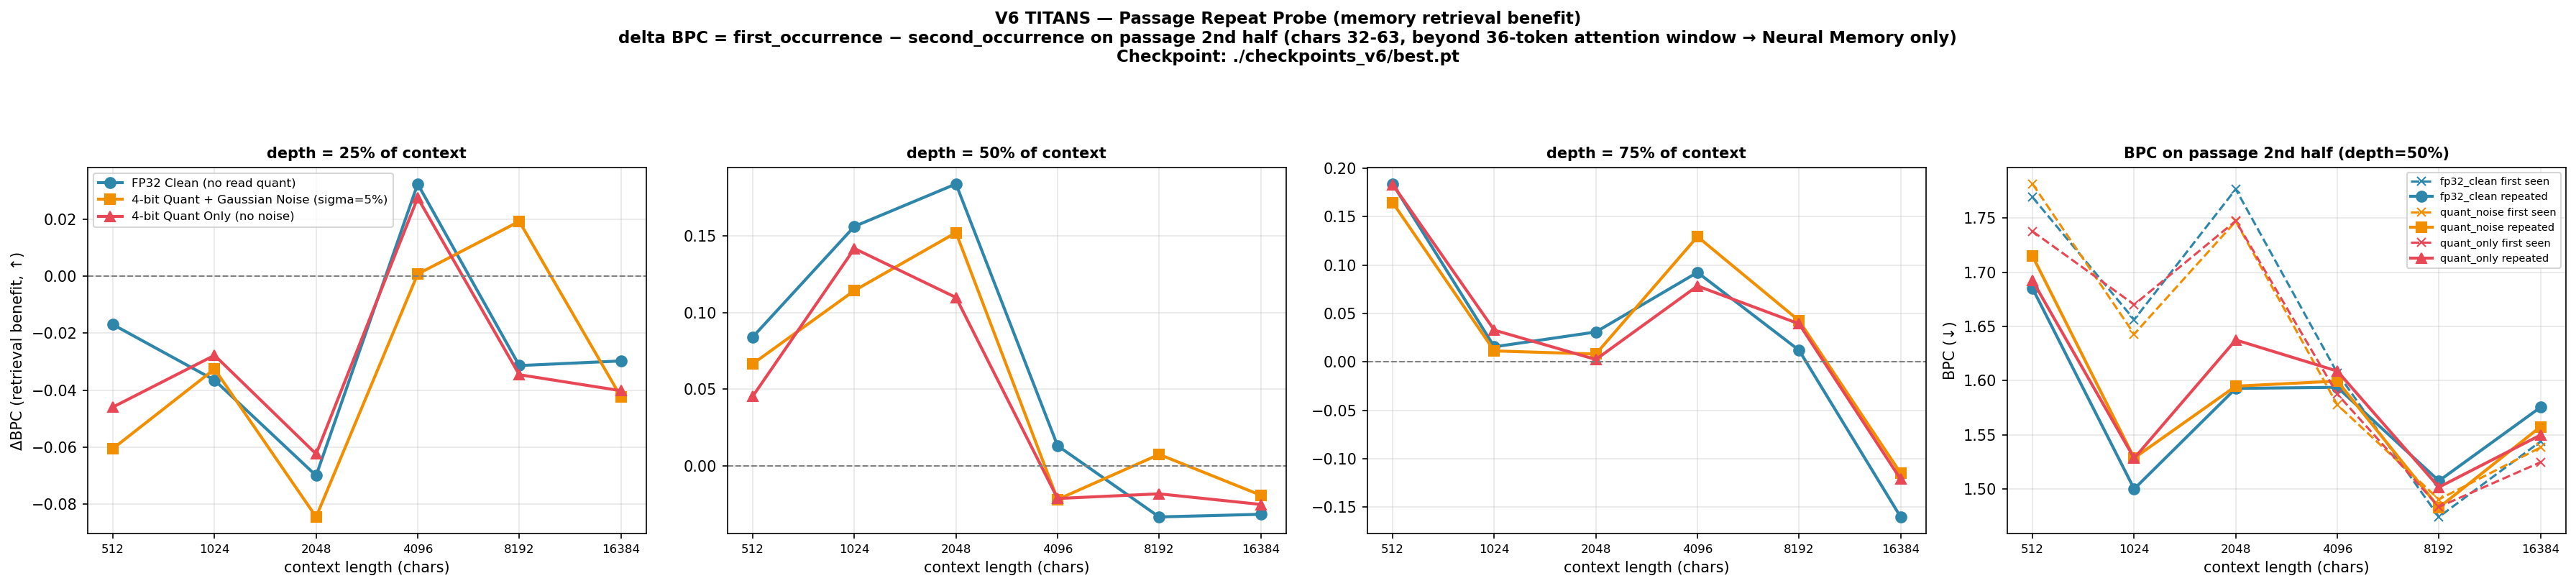 V6 TITANS — Passage Repeat Probe (memory retrieval benefit)
delta BPC = first_occurrence − second_occurrence on passage 2nd half (chars 32-63, beyond 36-token attention window → Neural Memory only)
Checkpoint: ./checkpoints_v6/best.pt
depth = 25% of context
ΔBPC (retrieval benefit, ↑)
0.02
0.00
−0.02
−0.04
−0.06
−0.08
FP32 Clean (no read quant)
4-bit Quant + Gaussian Noise (sigma=5%)
4-bit Quant Only (no noise)
512 1024 2048 4096 8192 16384
context length (chars)
depth = 50% of context
0.15
0.10
0.05
0.00
512 1024 2048 4096 8192 16384
context length (chars)
depth = 75% of context
0.20
0.15
0.10
0.05
0.00
−0.05
−0.10
−0.15
512 1024 2048 4096 8192 16384
context length (chars)
BPC on passage 2nd half (depth=50%)
BPC (↓)
1.75
1.70
1.65
1.60
1.55
1.50
fp32_clean first seen
fp32_clean repeated
quant_noise first seen
quant_noise repeated
quant_only first seen
quant_only repeated
512 1024 2048 4096 8192 16384
context length (chars)